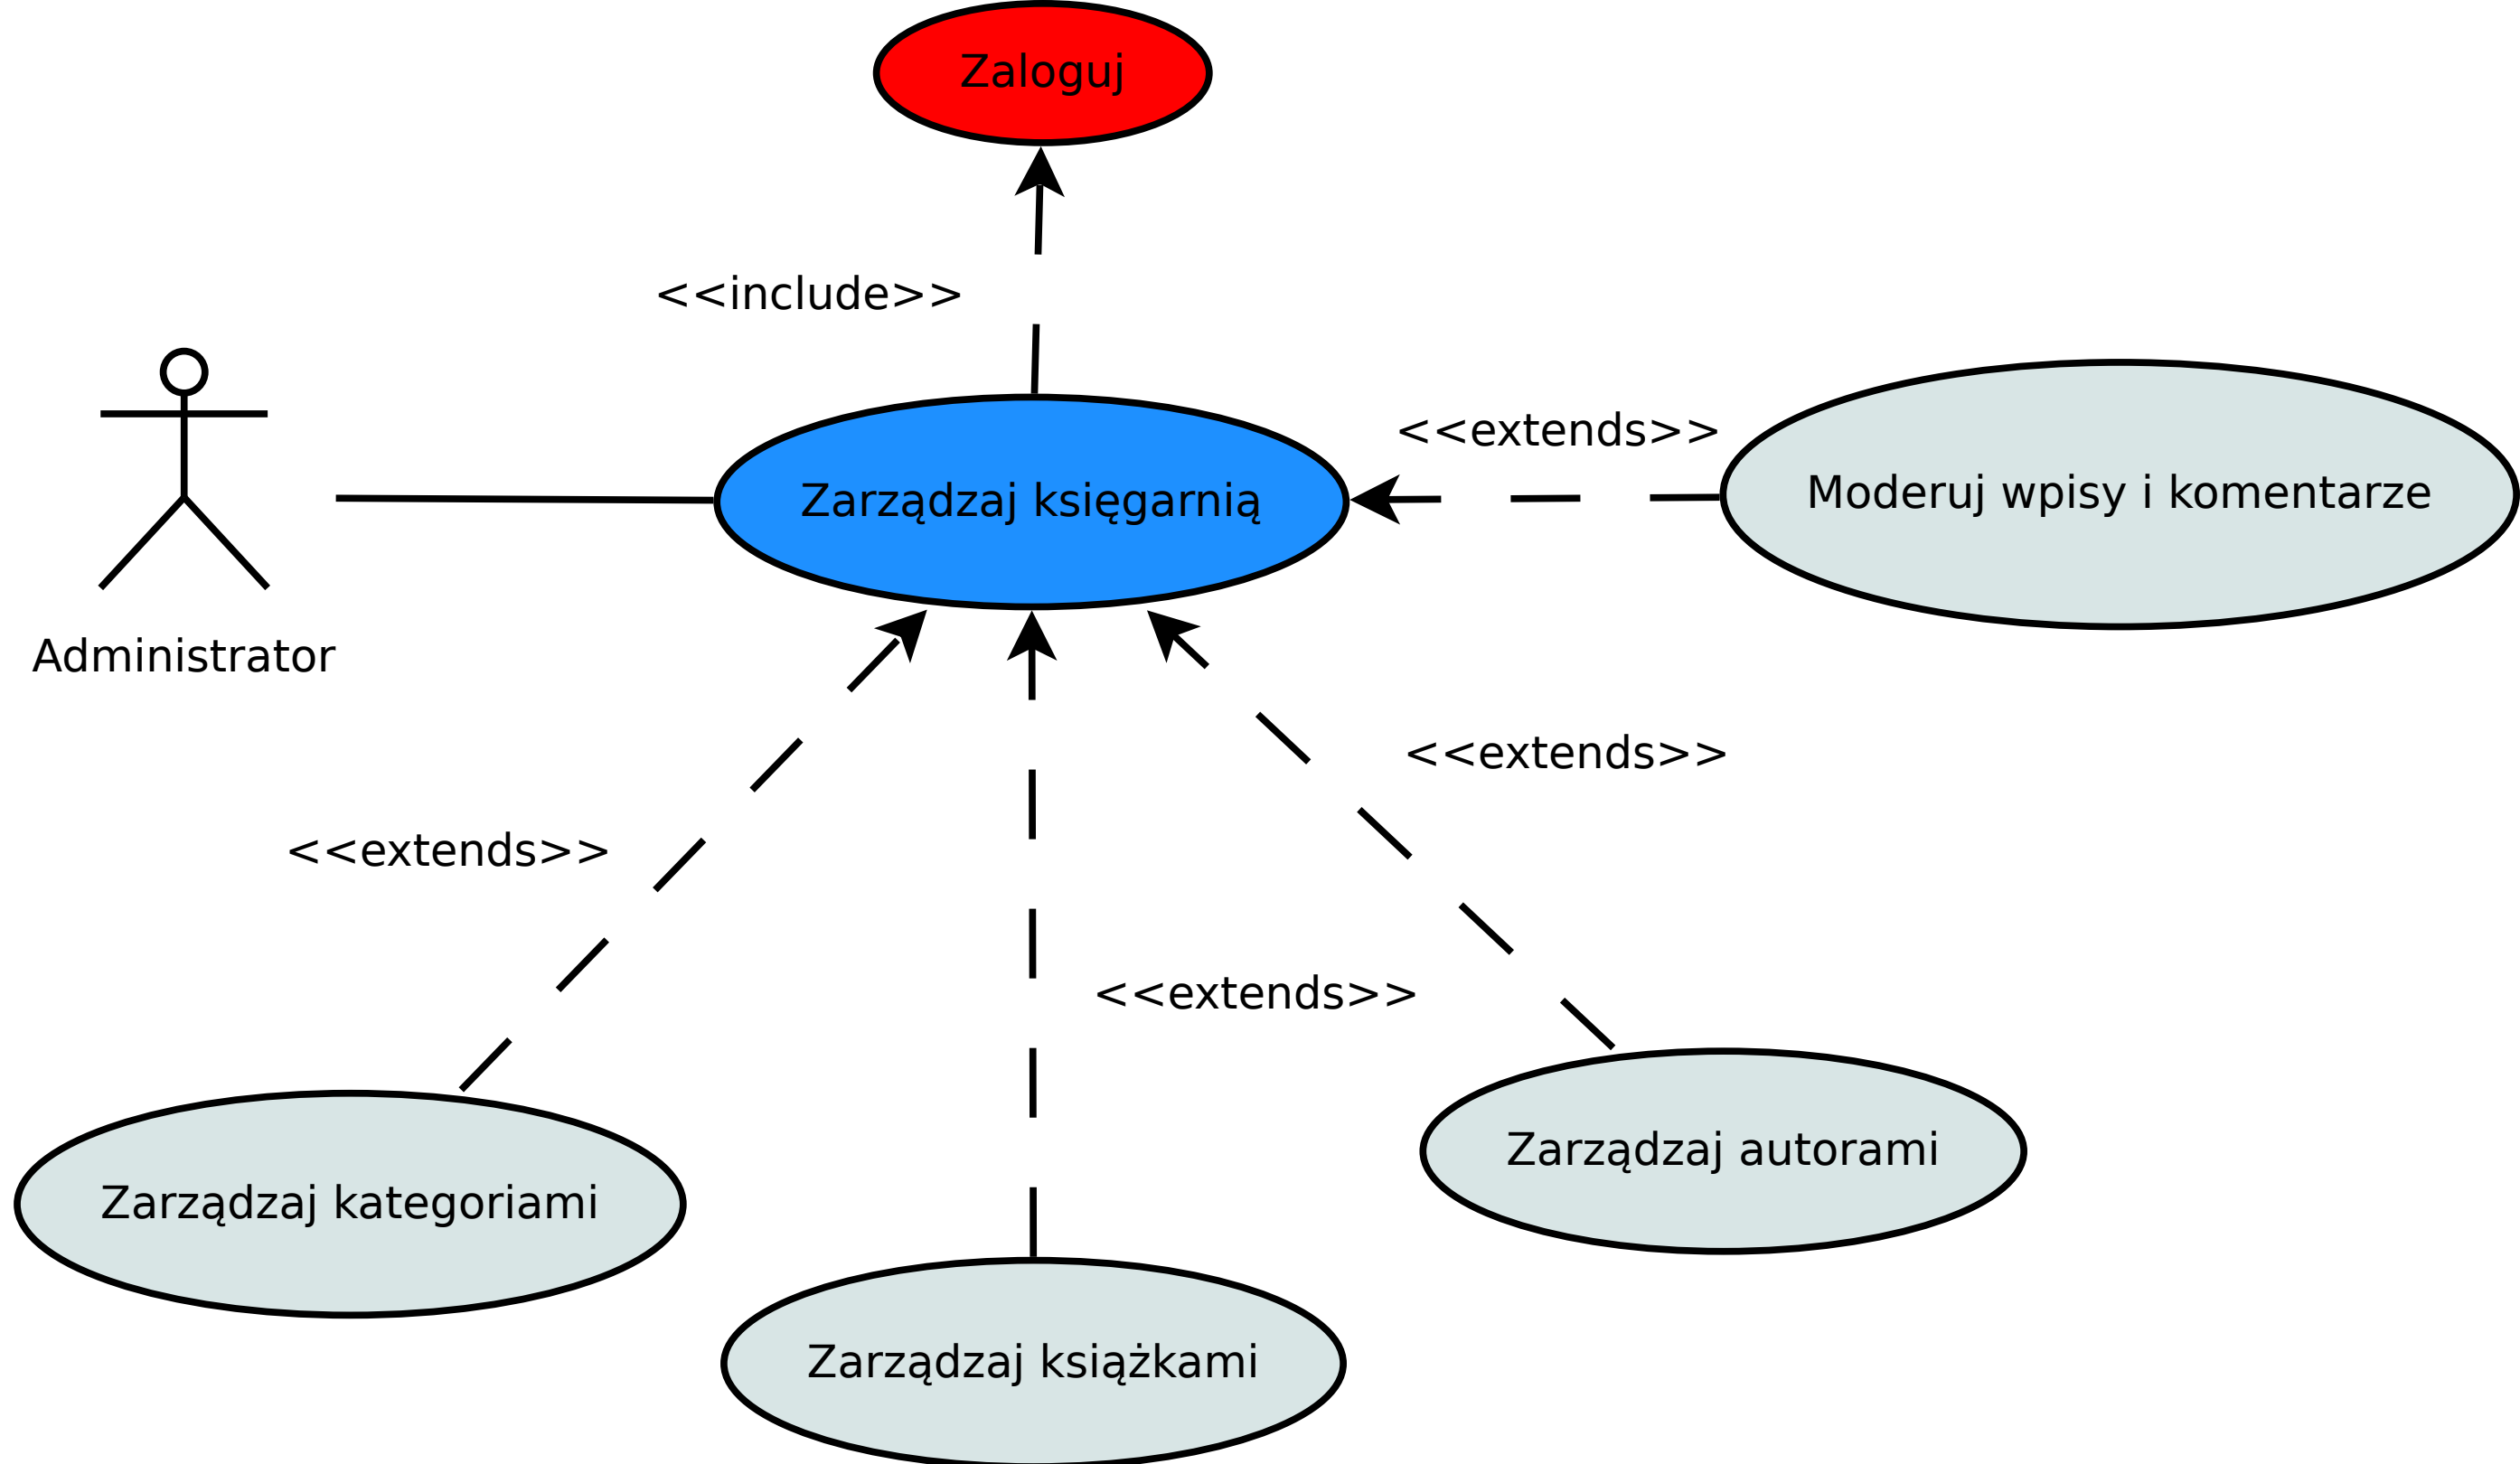 Zaloguj
<<include>>
<<extends>>
Zarządzaj księgarnią
Moderuj wpisy i komentarze
Administrator
<<extends>>
<<extends>>
<<extends>>
Zarządzaj autorami
Zarządzaj kategoriami
Zarządzaj książkami